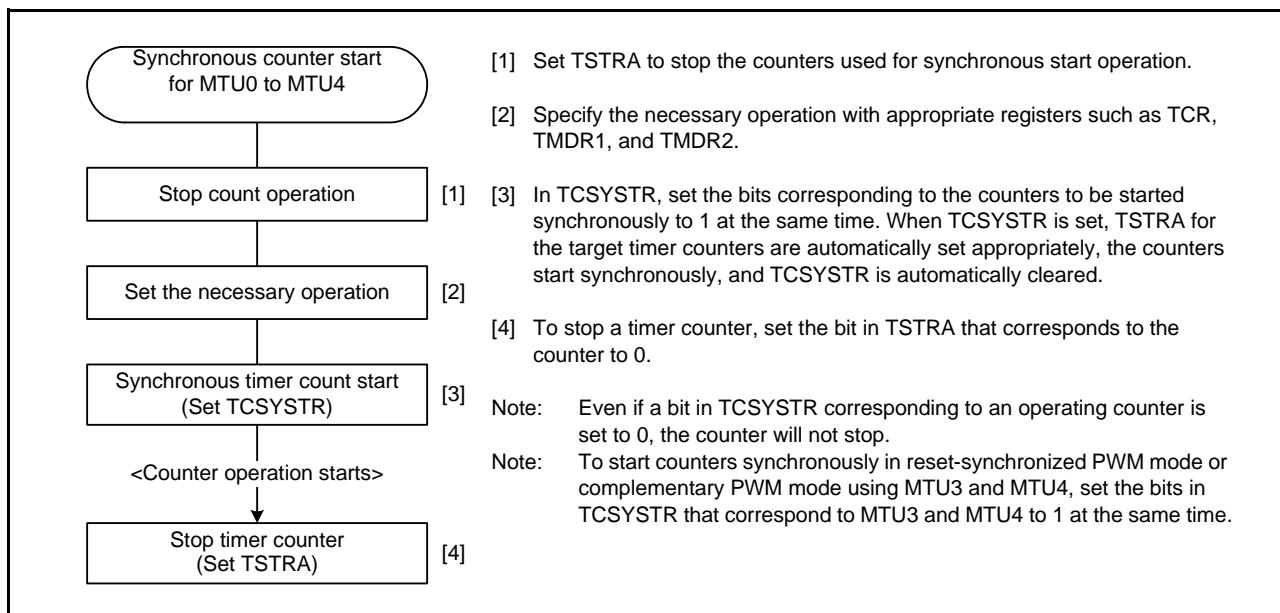 Synchronous counter start
for MTU0 to MTU4
Stop count operation
[1]
Set the necessary operation
[2]
Synchronous timer count start
(Set TCSYSTR)
[3]
<Counter operation starts>
Stop timer counter
(Set TSTRA)
[4]
[1] Set TSTRA to stop the counters used for synchronous start operation.
[2] Specify the necessary operation with appropriate registers such as TCR,
TMDR1, and TMDR2.
[3] In TCSYSTR, set the bits corresponding to the counters to be started
synchronously to 1 at the same time. When TCSYSTR is set, TSTRA for
the target timer counters are automatically set appropriately, the counters
start synchronously, and TCSYSTR is automatically cleared.
[4] To stop a timer counter, set the bit in TSTRA that corresponds to the
counter to 0.
Note: Even if a bit in TCSYSTR corresponding to an operating counter is
set to 0, the counter will not stop.
Note: To start counters synchronously in reset-synchronized PWM mode or
complementary PWM mode using MTU3 and MTU4, set the bits in
TCSYSTR that correspond to MTU3 and MTU4 to 1 at the same time.